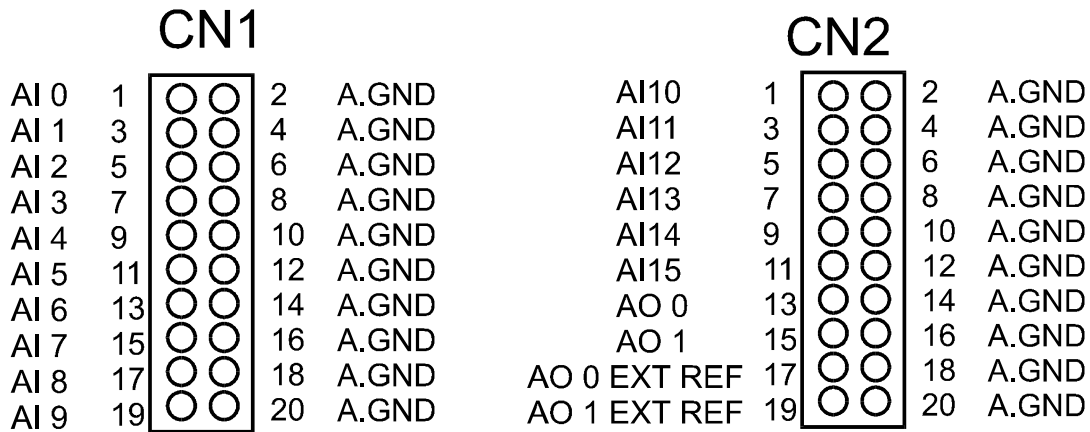 CN1
AI 0 1 2 A.GND
AI 1 3 4 A.GND
AI 2 5 6 A.GND
AI 3 7 8 A.GND
AI 4 9 10 A.GND
AI 5 11 12 A.GND
AI 6 13 14 A.GND
AI 7 15 16 A.GND
AI 8 17 18 A.GND
AI 9 19 20 A.GND
CN2
AI10 1 2 A.GND
AI11 3 4 A.GND
AI12 5 6 A.GND
AI13 7 8 A.GND
AI14 9 10 A.GND
AI15 11 12 A.GND
AO 0 13 14 A.GND
AO 1 15 16 A.GND
AO 0 EXT REF 17 18 A.GND
AO 1 EXT REF 19 20 A.GND